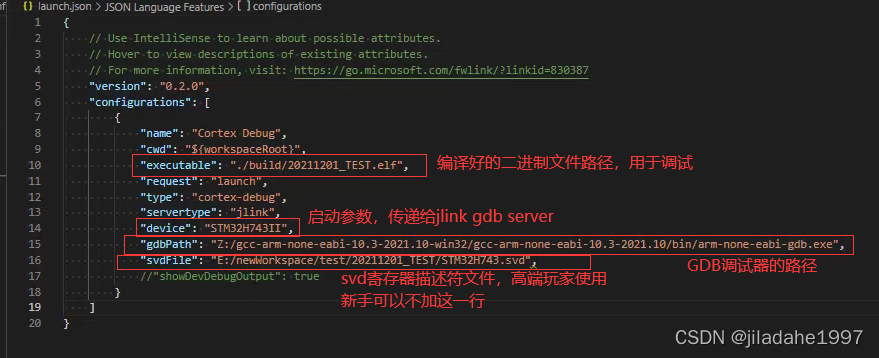 launch.json > JSON Language Features > [ ] configurations
1 {
2 // Use IntelliSense to learn about possible attributes.
3 // Hover to view descriptions of existing attributes.
4 // For more information, visit: https://go.microsoft.com/fwlink/?linkid=830387
5 "version": "0.2.0",
6 "configurations": [
7 {
8 "name": "Cortex Debug",
9 "cwd": "${workspaceRoot}",
10 "executable": "./build/20211201_TEST.elf", 编译好的二进制文件路径，用于调试
11 "request": "launch",
12 "type": "cortex-debug",
13 "servertype": "jlink", 启动参数，传递给jlink gdb server
14 "device": "STM32H743II",
15 "gdbPath": "Z:/gcc-arm-none-eabi-10.3-2021.10-win32/gcc-arm-none-eabi-10.3-2021.10/bin/arm-none-eabi-gdb.exe",
16 "svdFile": "E:/newWorkspace/test/20211201_TEST/STM32H743.svd", GDB调试器的路径
17 //"showDevDebugOutput": true svd寄存器描述符文件，高端玩家使用
18 } 新手可以不加这一行
19 ]
20 }
CSDN @jiladahe1997